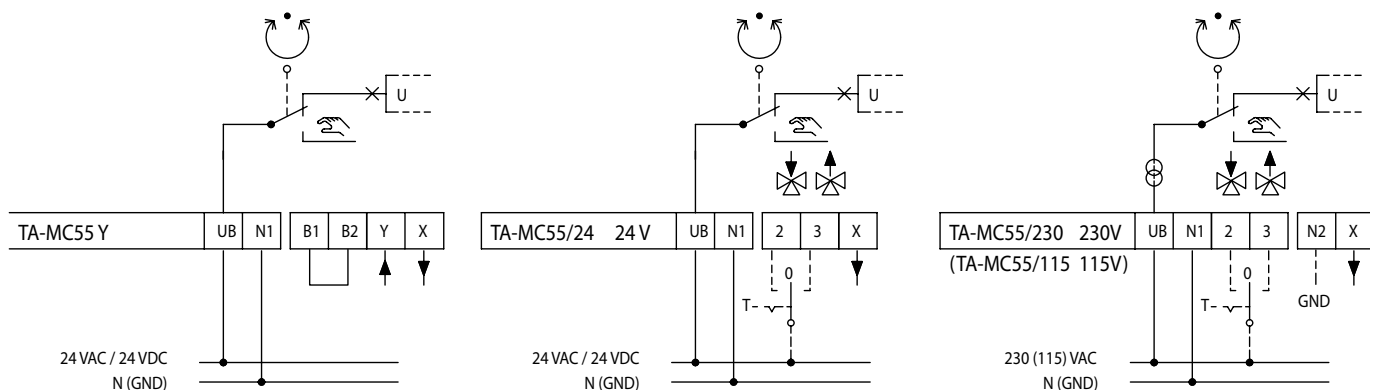 U
TA-MC55 Y UB N1 B1 B2 Y X
24 VAC / 24 VDC
N (GND)
U
TA-MC55/24 24 V UB N1 2 3 X
0
T
24 VAC / 24 VDC
N (GND)
U
TA-MC55/230 230V UB N1 2 3 N2 X
(TA-MC55/115 115V)
0
T
GND
230 (115) VAC
N (GND)